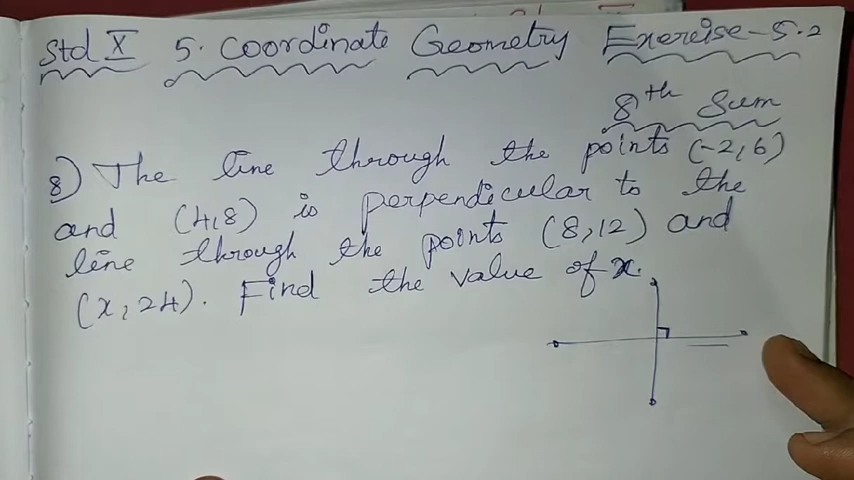 Std X 5. Coordinate Geometry Exercise-5.2
8th Sum
8) The line through the points (-2,6)
and (4,8) is perpendicular to the
line through the points (8,12) and
(x,24). Find the value of x.